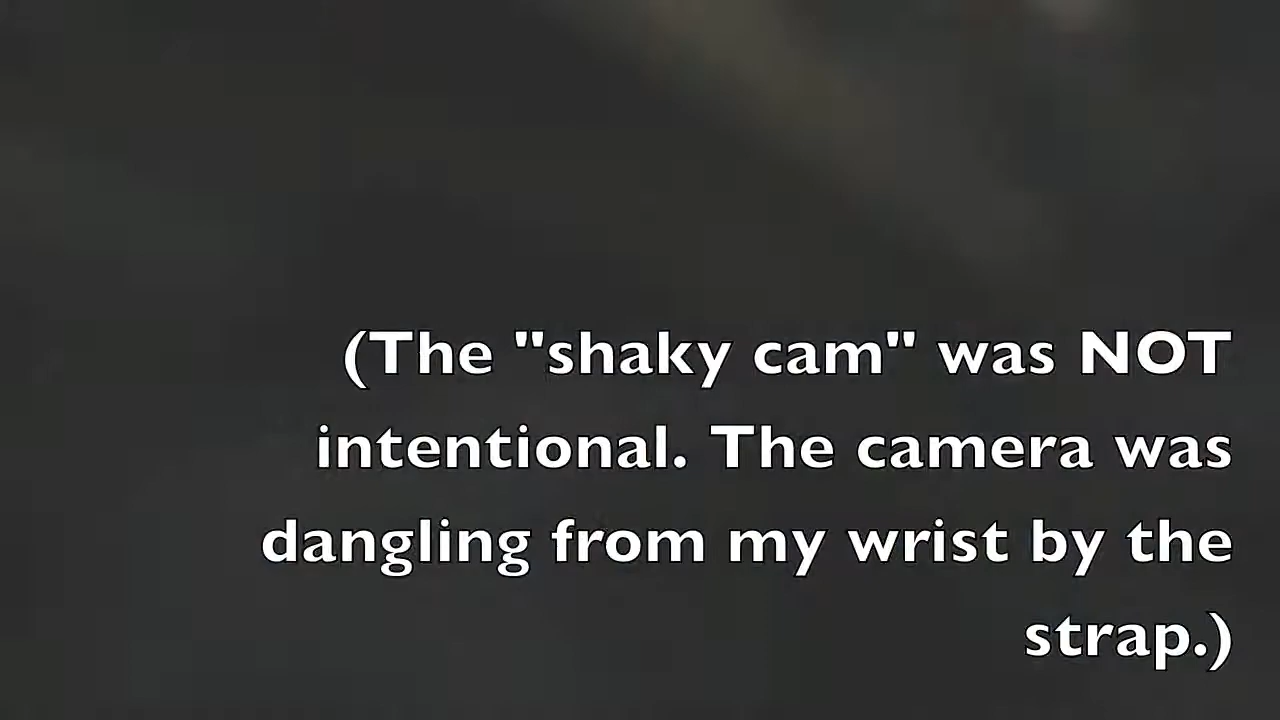 (The "shaky cam" was NOT
intentional. The camera was
dangling from my wrist by the
strap.)